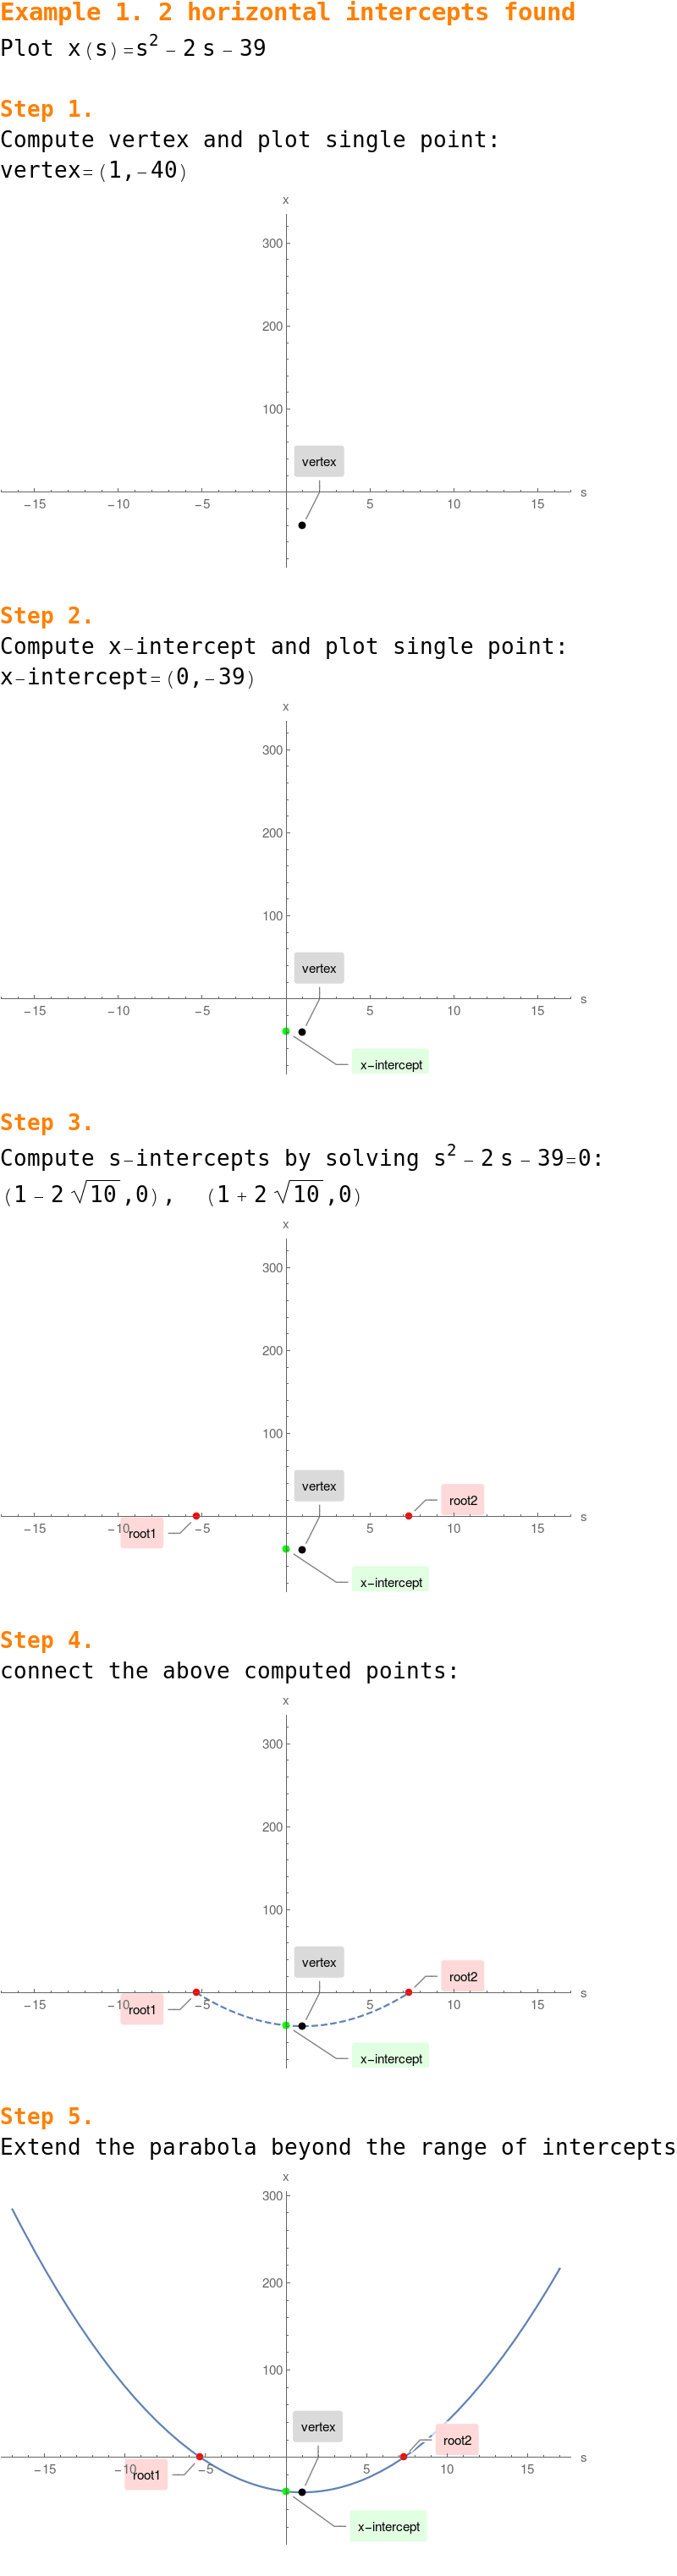 Example 1. 2 horizontal intercepts found
Plot x(s)=s² − 2 s − 39
Step 1.
Compute vertex and plot single point:
vertex=(1,−40)
x
300
200
100
vertex
−15 −10 −5 5 10 15 s
Step 2.
Compute x−intercept and plot single point:
x−intercept=(0,−39)
x
300
200
100
vertex
−15 −10 −5 5 10 15 s
x−intercept
Step 3.
Compute s−intercepts by solving s² − 2 s − 39=0:
(1 − 2 √10 ,0), (1 + 2 √10 ,0)
x
300
200
100
vertex
root2
−15 −10 −5 5 10 15 s
root1
x−intercept
Step 4.
connect the above computed points:
x
300
200
100
vertex
root2
−15 −10 −5 5 10 15 s
root1
x−intercept
Step 5.
Extend the parabola beyond the range of intercepts
x
300
200
100
vertex
root2
−15 −10 −5 5 10 15 s
root1
x−intercept